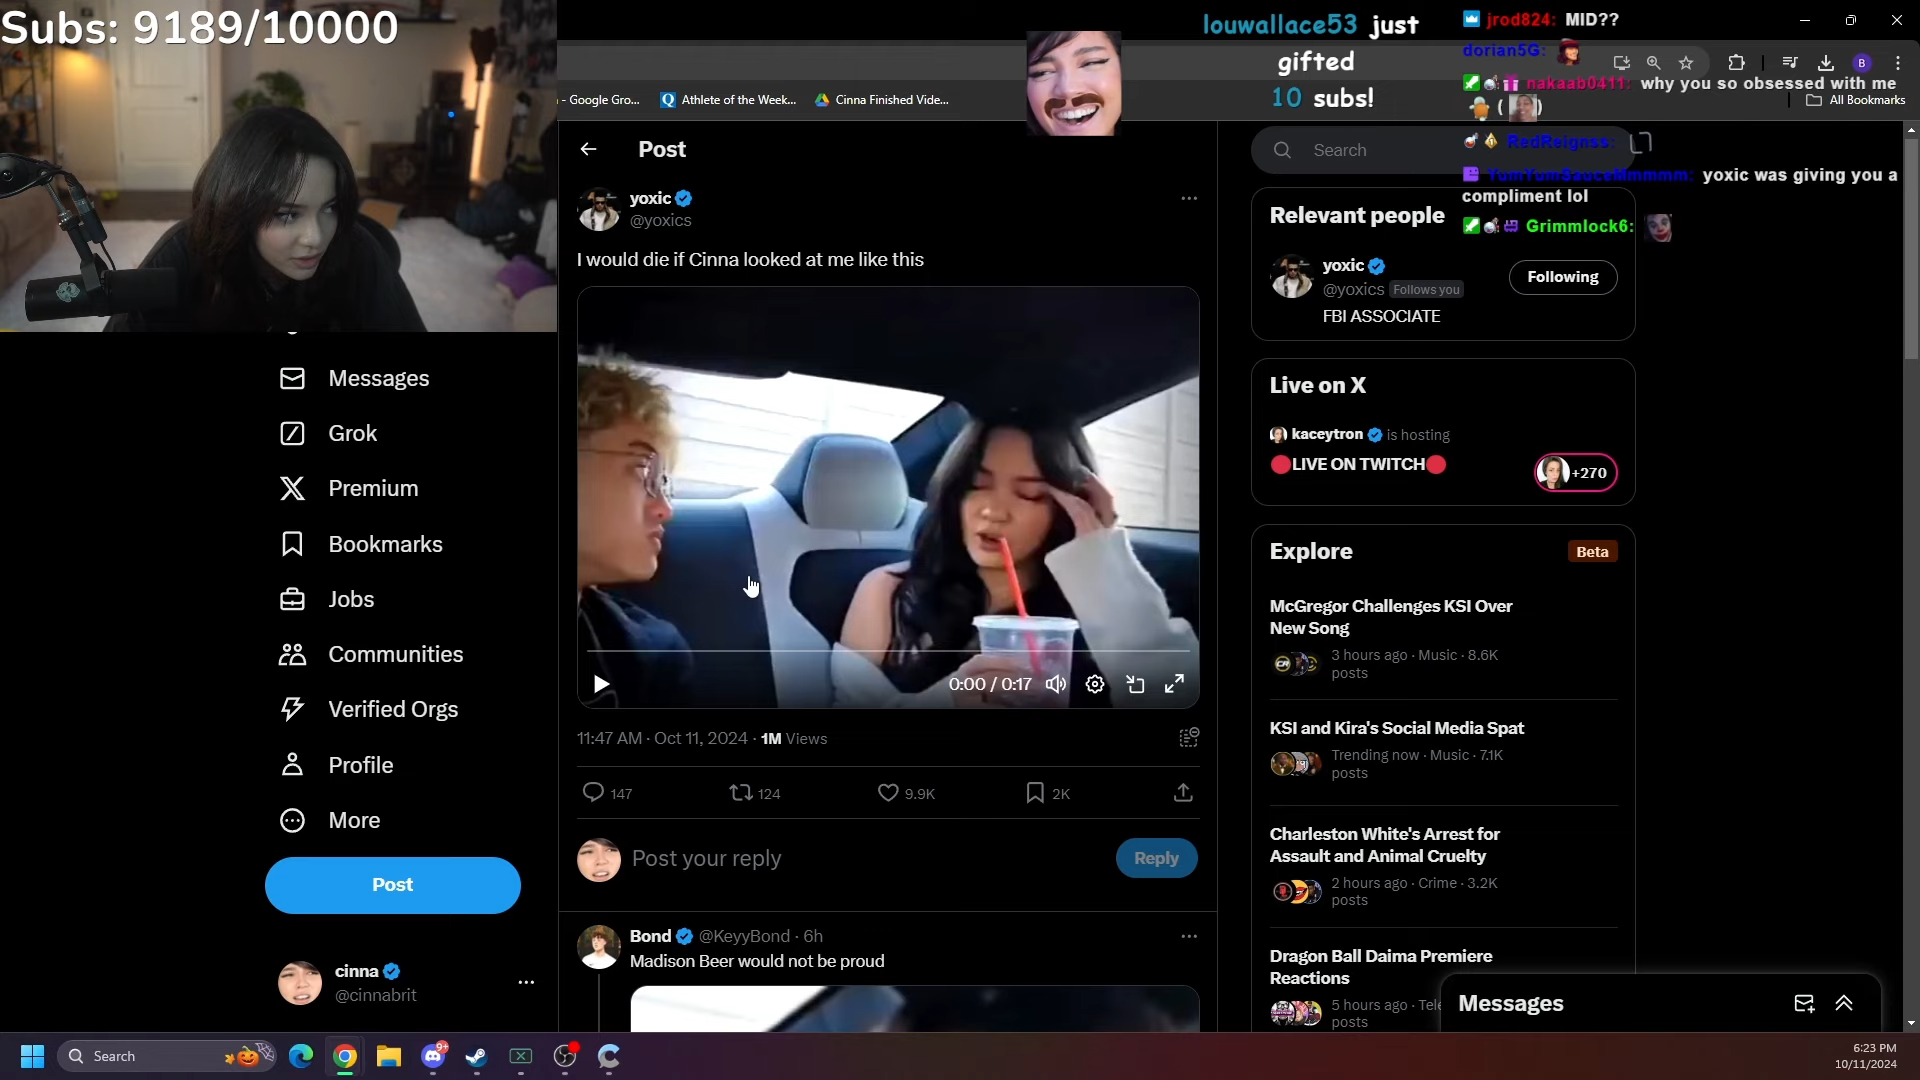 Subs: 9189/10000
louwallace53 just
gifted
10 subs!
jrod824: MID??
dorian5G:
nakaab0411: why you so obsessed with me
( )
RedReignss:
YumYumSauceMmmmm: yoxic was giving you a
compliment lol
Grimmlock6:
- Google Gro...
Athlete of the Week...
Cinna Finished Vide...
B
All Bookmarks
Post
yoxic
@yoxics
I would die if Cinna looked at me like this
0:00 / 0:17
11:47 AM · Oct 11, 2024 · 1M Views
147
124
9.9K
2K
Post your reply
Reply
Bond @KeyyBond · 6h
Madison Beer would not be proud
Messages
Grok
Premium
Bookmarks
Jobs
Communities
Verified Orgs
Profile
More
Post
cinna
@cinnabrit
Search
Relevant people
yoxic
@yoxics Follows you
FBI ASSOCIATE
Following
Live on X
kaceytron is hosting
LIVE ON TWITCH
+270
Explore
Beta
McGregor Challenges KSI Over
New Song
3 hours ago · Music · 8.6K
posts
KSI and Kira's Social Media Spat
Trending now · Music · 7.1K
posts
Charleston White's Arrest for
Assault and Animal Cruelty
2 hours ago · Crime · 3.2K
posts
Dragon Ball Daima Premiere
Reactions
5 hours ago · Tele
posts
Messages
Search
9+
6:23 PM
10/11/2024